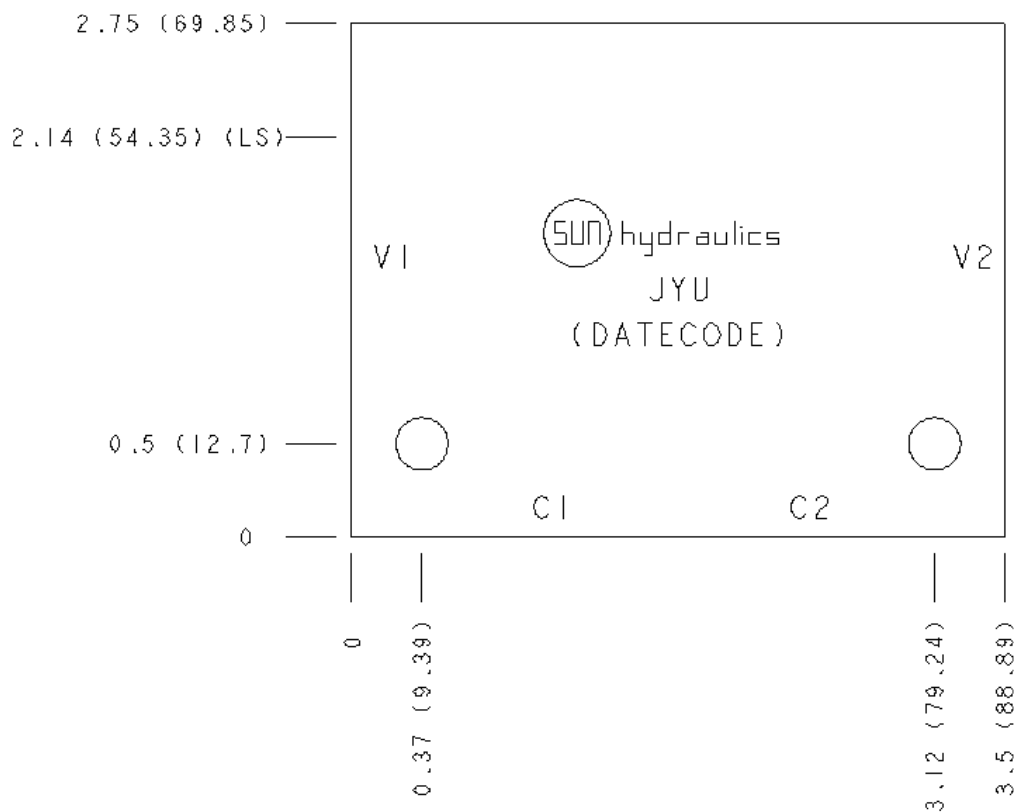 2.75 (69.85)
2.14 (54.35) (LS)
SUN hydraulics
V1
V2
JYU
(DATECODE)
0.5 (12.7)
C1
C2
0
0
0.37 (9.39)
3.12 (79.24)
3.5 (88.89)